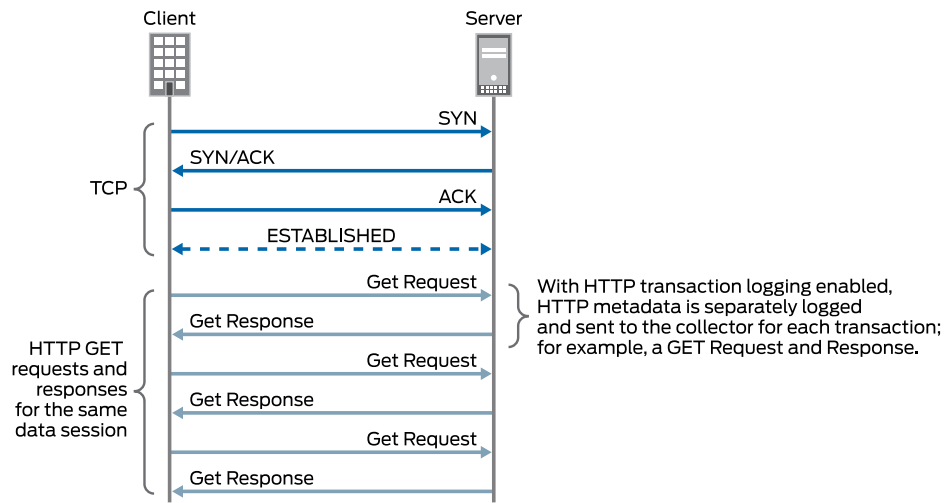 Client
Server
SYN
SYN/ACK
TCP
ACK
ESTABLISHED
Get Request
With HTTP transaction logging enabled,
HTTP metadata is separately logged
and sent to the collector for each transaction;
for example, a GET Request and Response.
Get Response
HTTP GET
requests and
responses
for the same
data session
Get Request
Get Response
Get Request
Get Response